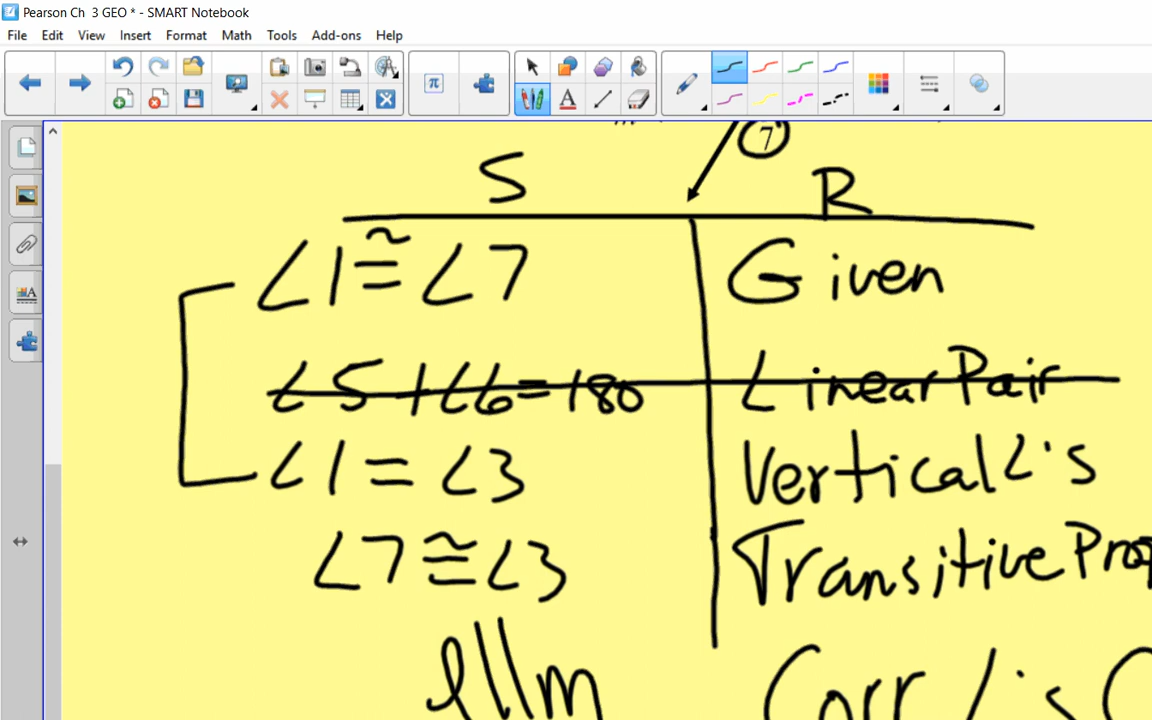 Pearson Ch 3 GEO * - SMART Notebook
File Edit View Insert Format Math Tools Add-ons Help
π A
7
S R
∠1 ≅ ∠7 Given
∠5 + ∠6 = 180 Linear Pair
∠1 = ∠3 Vertical ∠'s
∠7 ≅ ∠3 Transitive Prop
l || m Corr ∠'s C